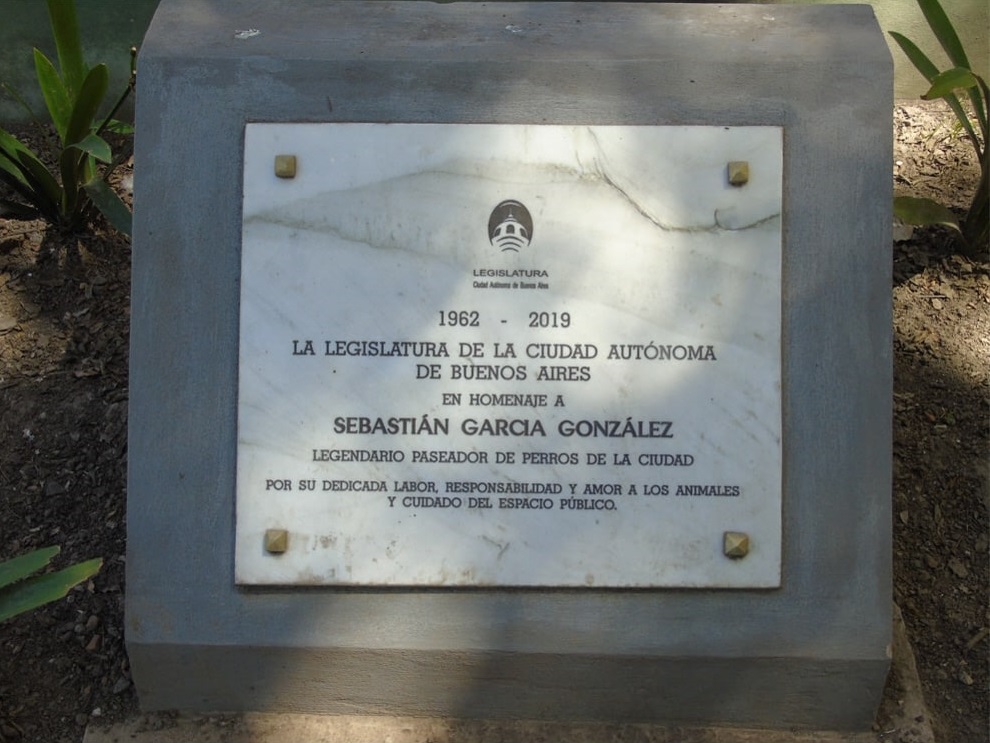 LEGISLATURA
Ciudad Autónoma de Buenos Aires
1962 - 2019
LA LEGISLATURA DE LA CIUDAD AUTÓNOMA
DE BUENOS AIRES
EN HOMENAJE A
SEBASTIÁN GARCIA GONZÁLEZ
LEGENDARIO PASEADOR DE PERROS DE LA CIUDAD
POR SU DEDICADA LABOR, RESPONSABILIDAD Y AMOR A LOS ANIMALES
Y CUIDADO DEL ESPACIO PÚBLICO.